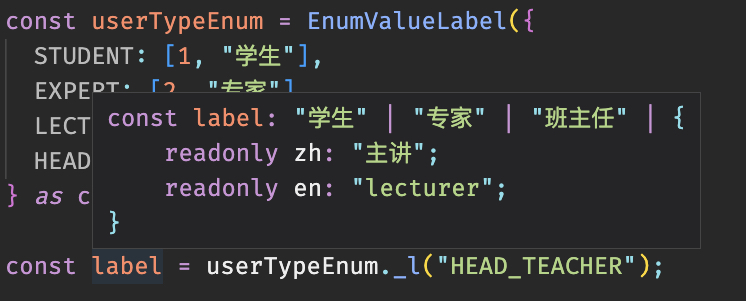 const userTypeEnum = EnumValueLabel({
STUDENT: [1, "学生"],
EXPERT: [2, "专家"]
LECT
HEAD
} as c
const label: "学生" | "专家" | "班主任" | {
readonly zh: "主讲";
readonly en: "lecturer";
}
const label = userTypeEnum._l("HEAD_TEACHER");